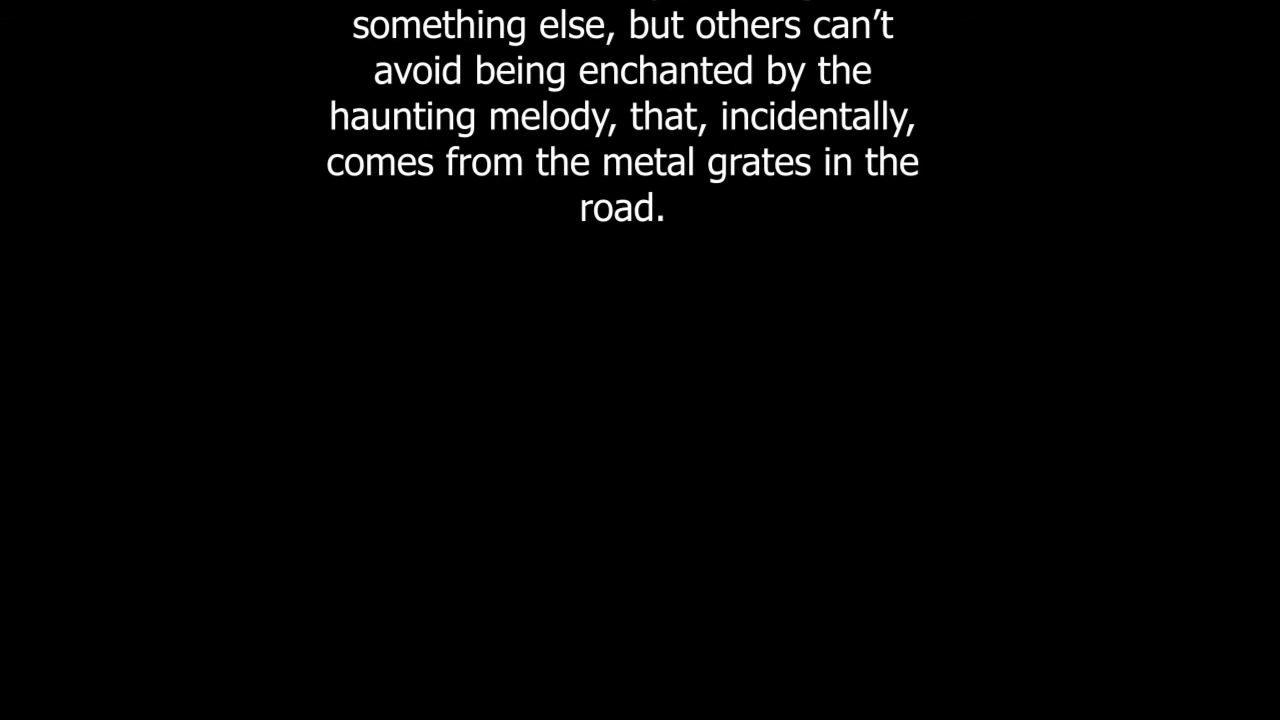 something else, but others can’t
avoid being enchanted by the
haunting melody, that, incidentally,
comes from the metal grates in the
road.